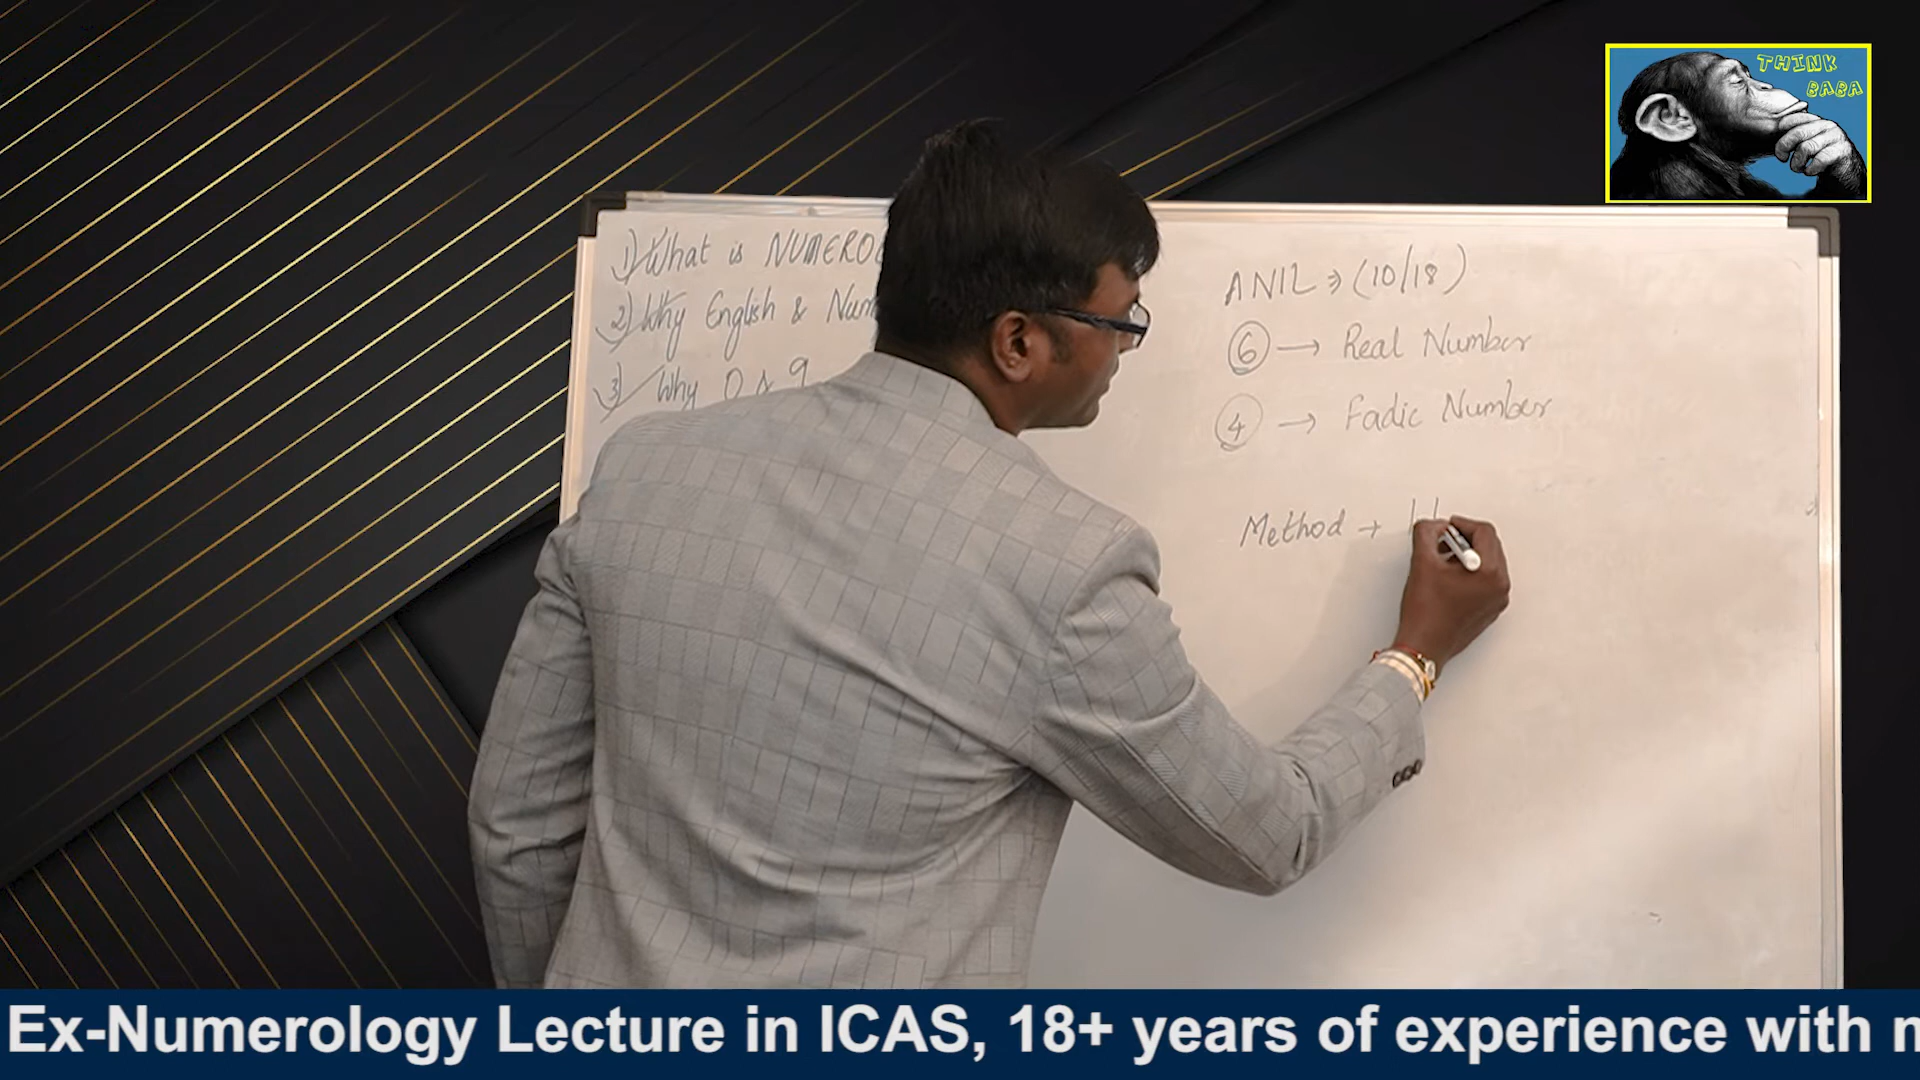 THINK
BABA
1) What is NUMEROL
2) Why English & Num
3) Why 0 & 9
ANIL ⇒ (10/18)
6 → Real Number
4 → Fadic Number
Method →
Ex-Numerology Lecture in ICAS, 18+ years of experience with